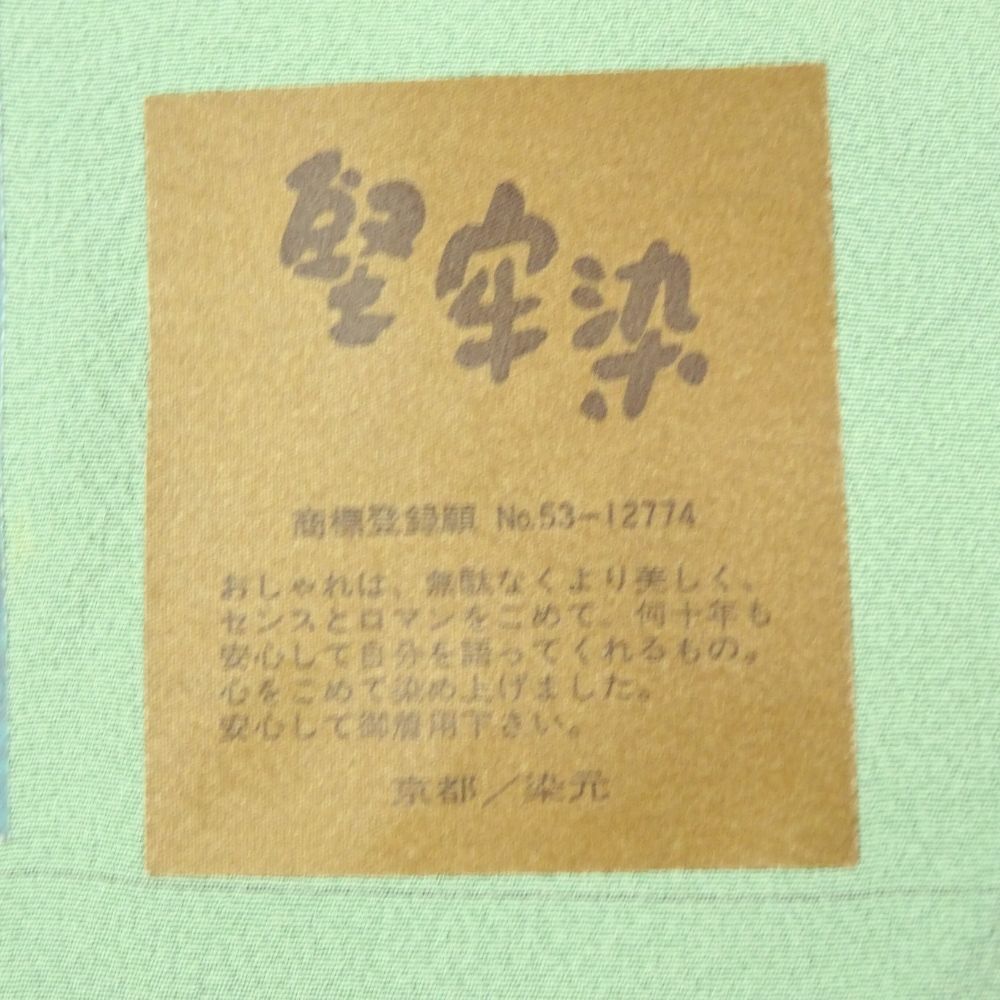 堅牢染
商標登録願 No.53-12774
おしゃれは、無駄なくより美しく、
センスとロマンをこめて、何十年も
安心して自分を語ってくれるもの。
心をこめて染め上げました。
安心して御着用下さい。
京都/染元